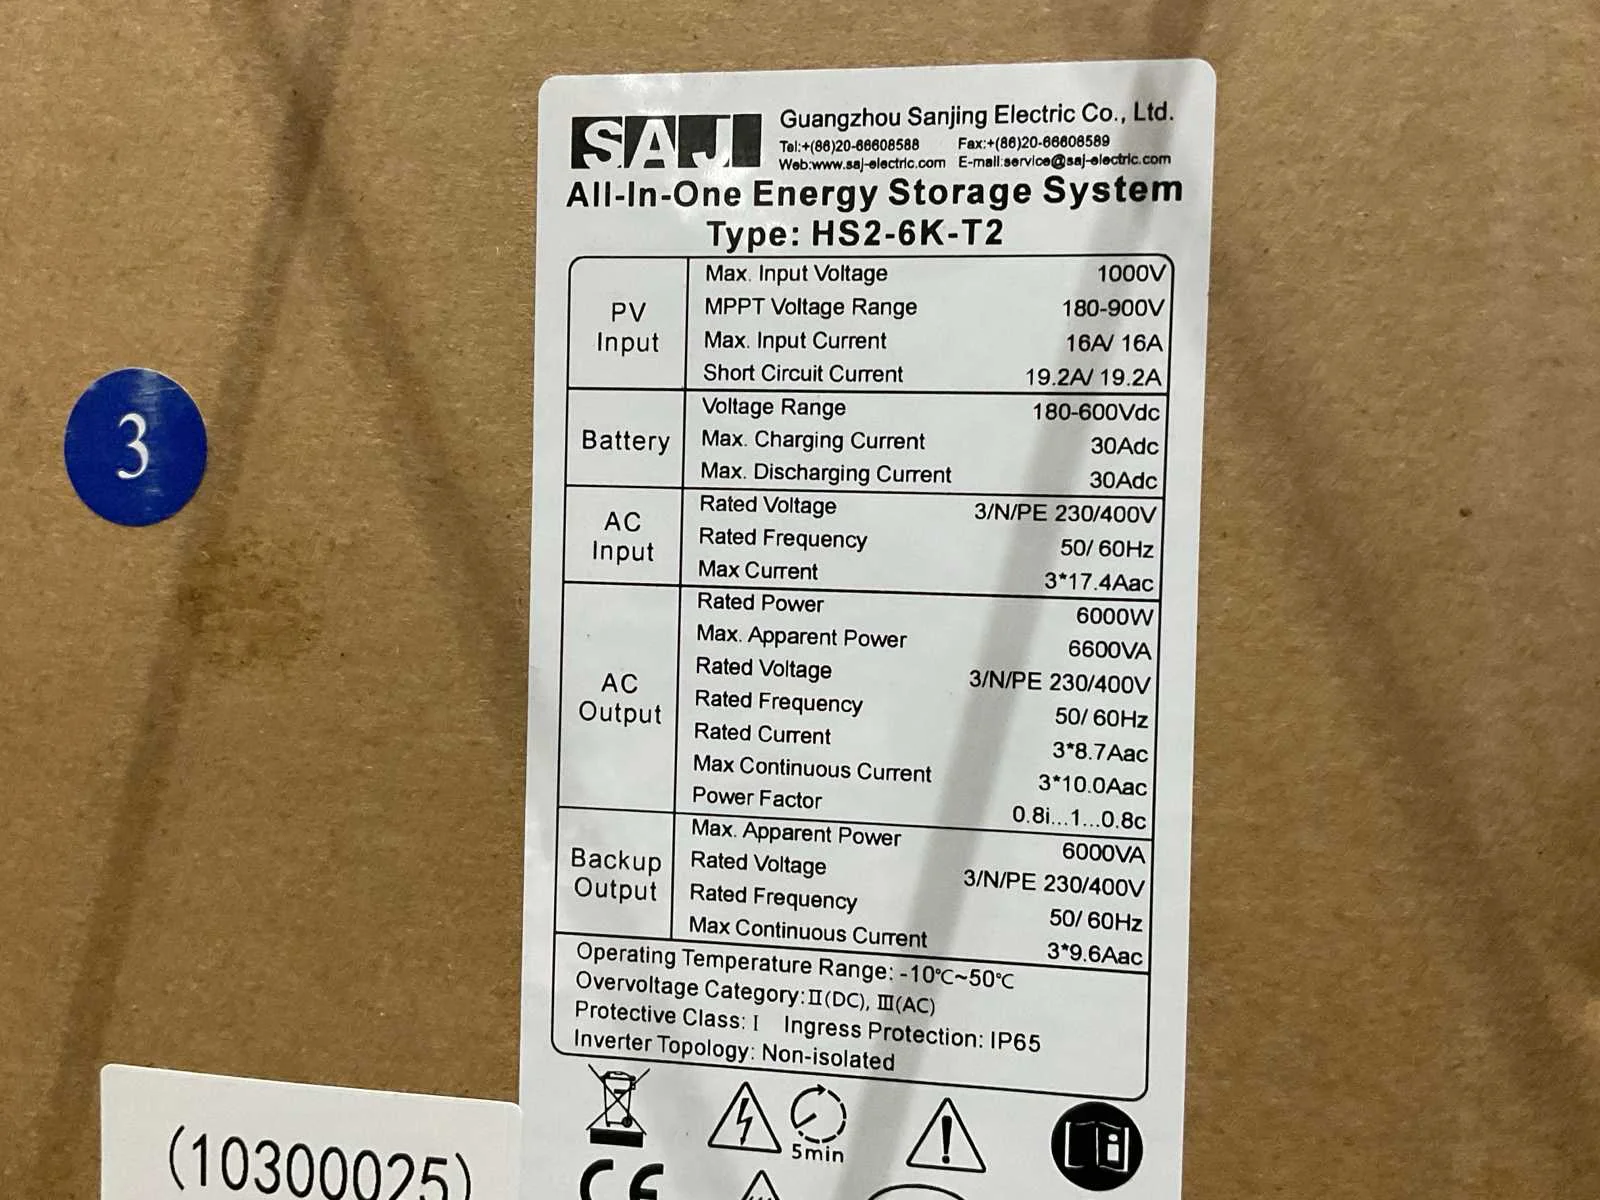 SAJ
Guangzhou Sanjing Electric Co., Ltd.
Tel:+(86)20-66608588 Fax:+(86)20-66608589
Web:www.saj-electric.com E-mail:service@saj-electric.com
All-In-One Energy Storage System
Type: HS2-6K-T2
PV Input
Max. Input Voltage 1000V
MPPT Voltage Range 180-900V
Max. Input Current 16A/ 16A
Short Circuit Current 19.2A/ 19.2A
Battery
Voltage Range 180-600Vdc
Max. Charging Current 30Adc
Max. Discharging Current 30Adc
AC Input
Rated Voltage 3/N/PE 230/400V
Rated Frequency 50/ 60Hz
Max Current 3*17.4Aac
AC Output
Rated Power 6000W
Max. Apparent Power 6600VA
Rated Voltage 3/N/PE 230/400V
Rated Frequency 50/ 60Hz
Rated Current 3*8.7Aac
Max Continuous Current 3*10.0Aac
Power Factor 0.8i...1...0.8c
Backup Output
Max. Apparent Power 6000VA
Rated Voltage 3/N/PE 230/400V
Rated Frequency 50/ 60Hz
Max Continuous Current 3*9.6Aac
Operating Temperature Range: -10℃~50℃
Overvoltage Category:Ⅱ(DC), Ⅲ(AC)
Protective Class: Ⅰ Ingress Protection: IP65
Inverter Topology: Non-isolated
5min
CE
3
(10300025)